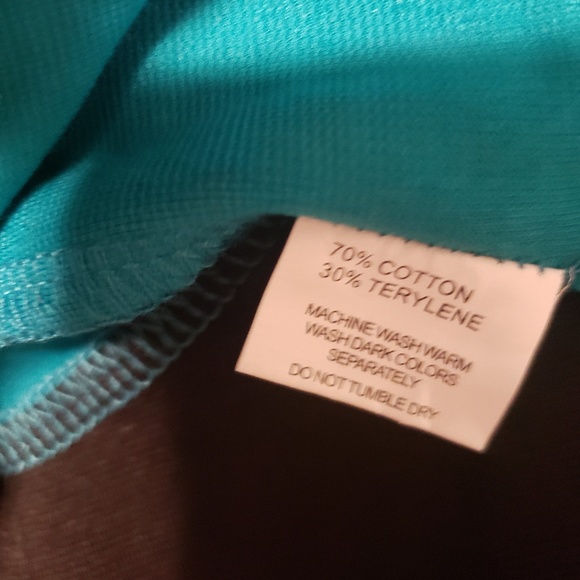 70% COTTON
30% TERYLENE
MACHINE WASH WARM
WASH DARK COLORS
SEPARATELY
DO NOT TUMBLE DRY